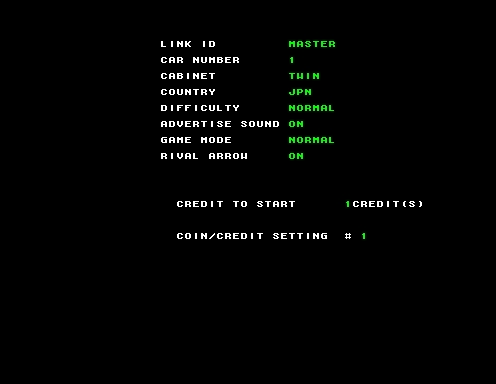 LINK ID MASTER
CAR NUMBER 1
CABINET TWIN
COUNTRY JPN
DIFFICULTY NORMAL
ADVERTISE SOUND ON
GAME MODE NORMAL
RIVAL ARROW ON
CREDIT TO START 1CREDIT(S)
COIN/CREDIT SETTING # 1